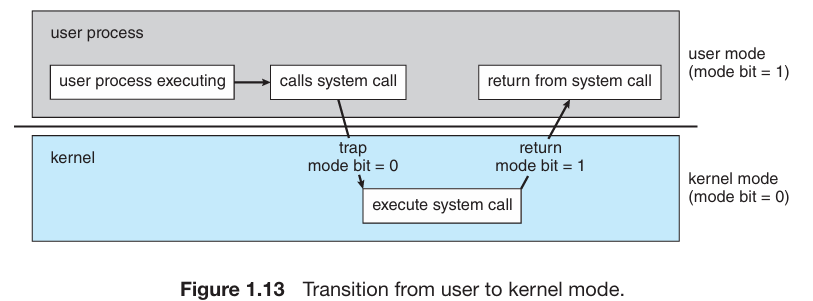 user process
user process executing
calls system call
return from system call
user mode
(mode bit = 1)
kernel
trap
mode bit = 0
return
mode bit = 1
execute system call
kernel mode
(mode bit = 0)
Figure 1.13 Transition from user to kernel mode.